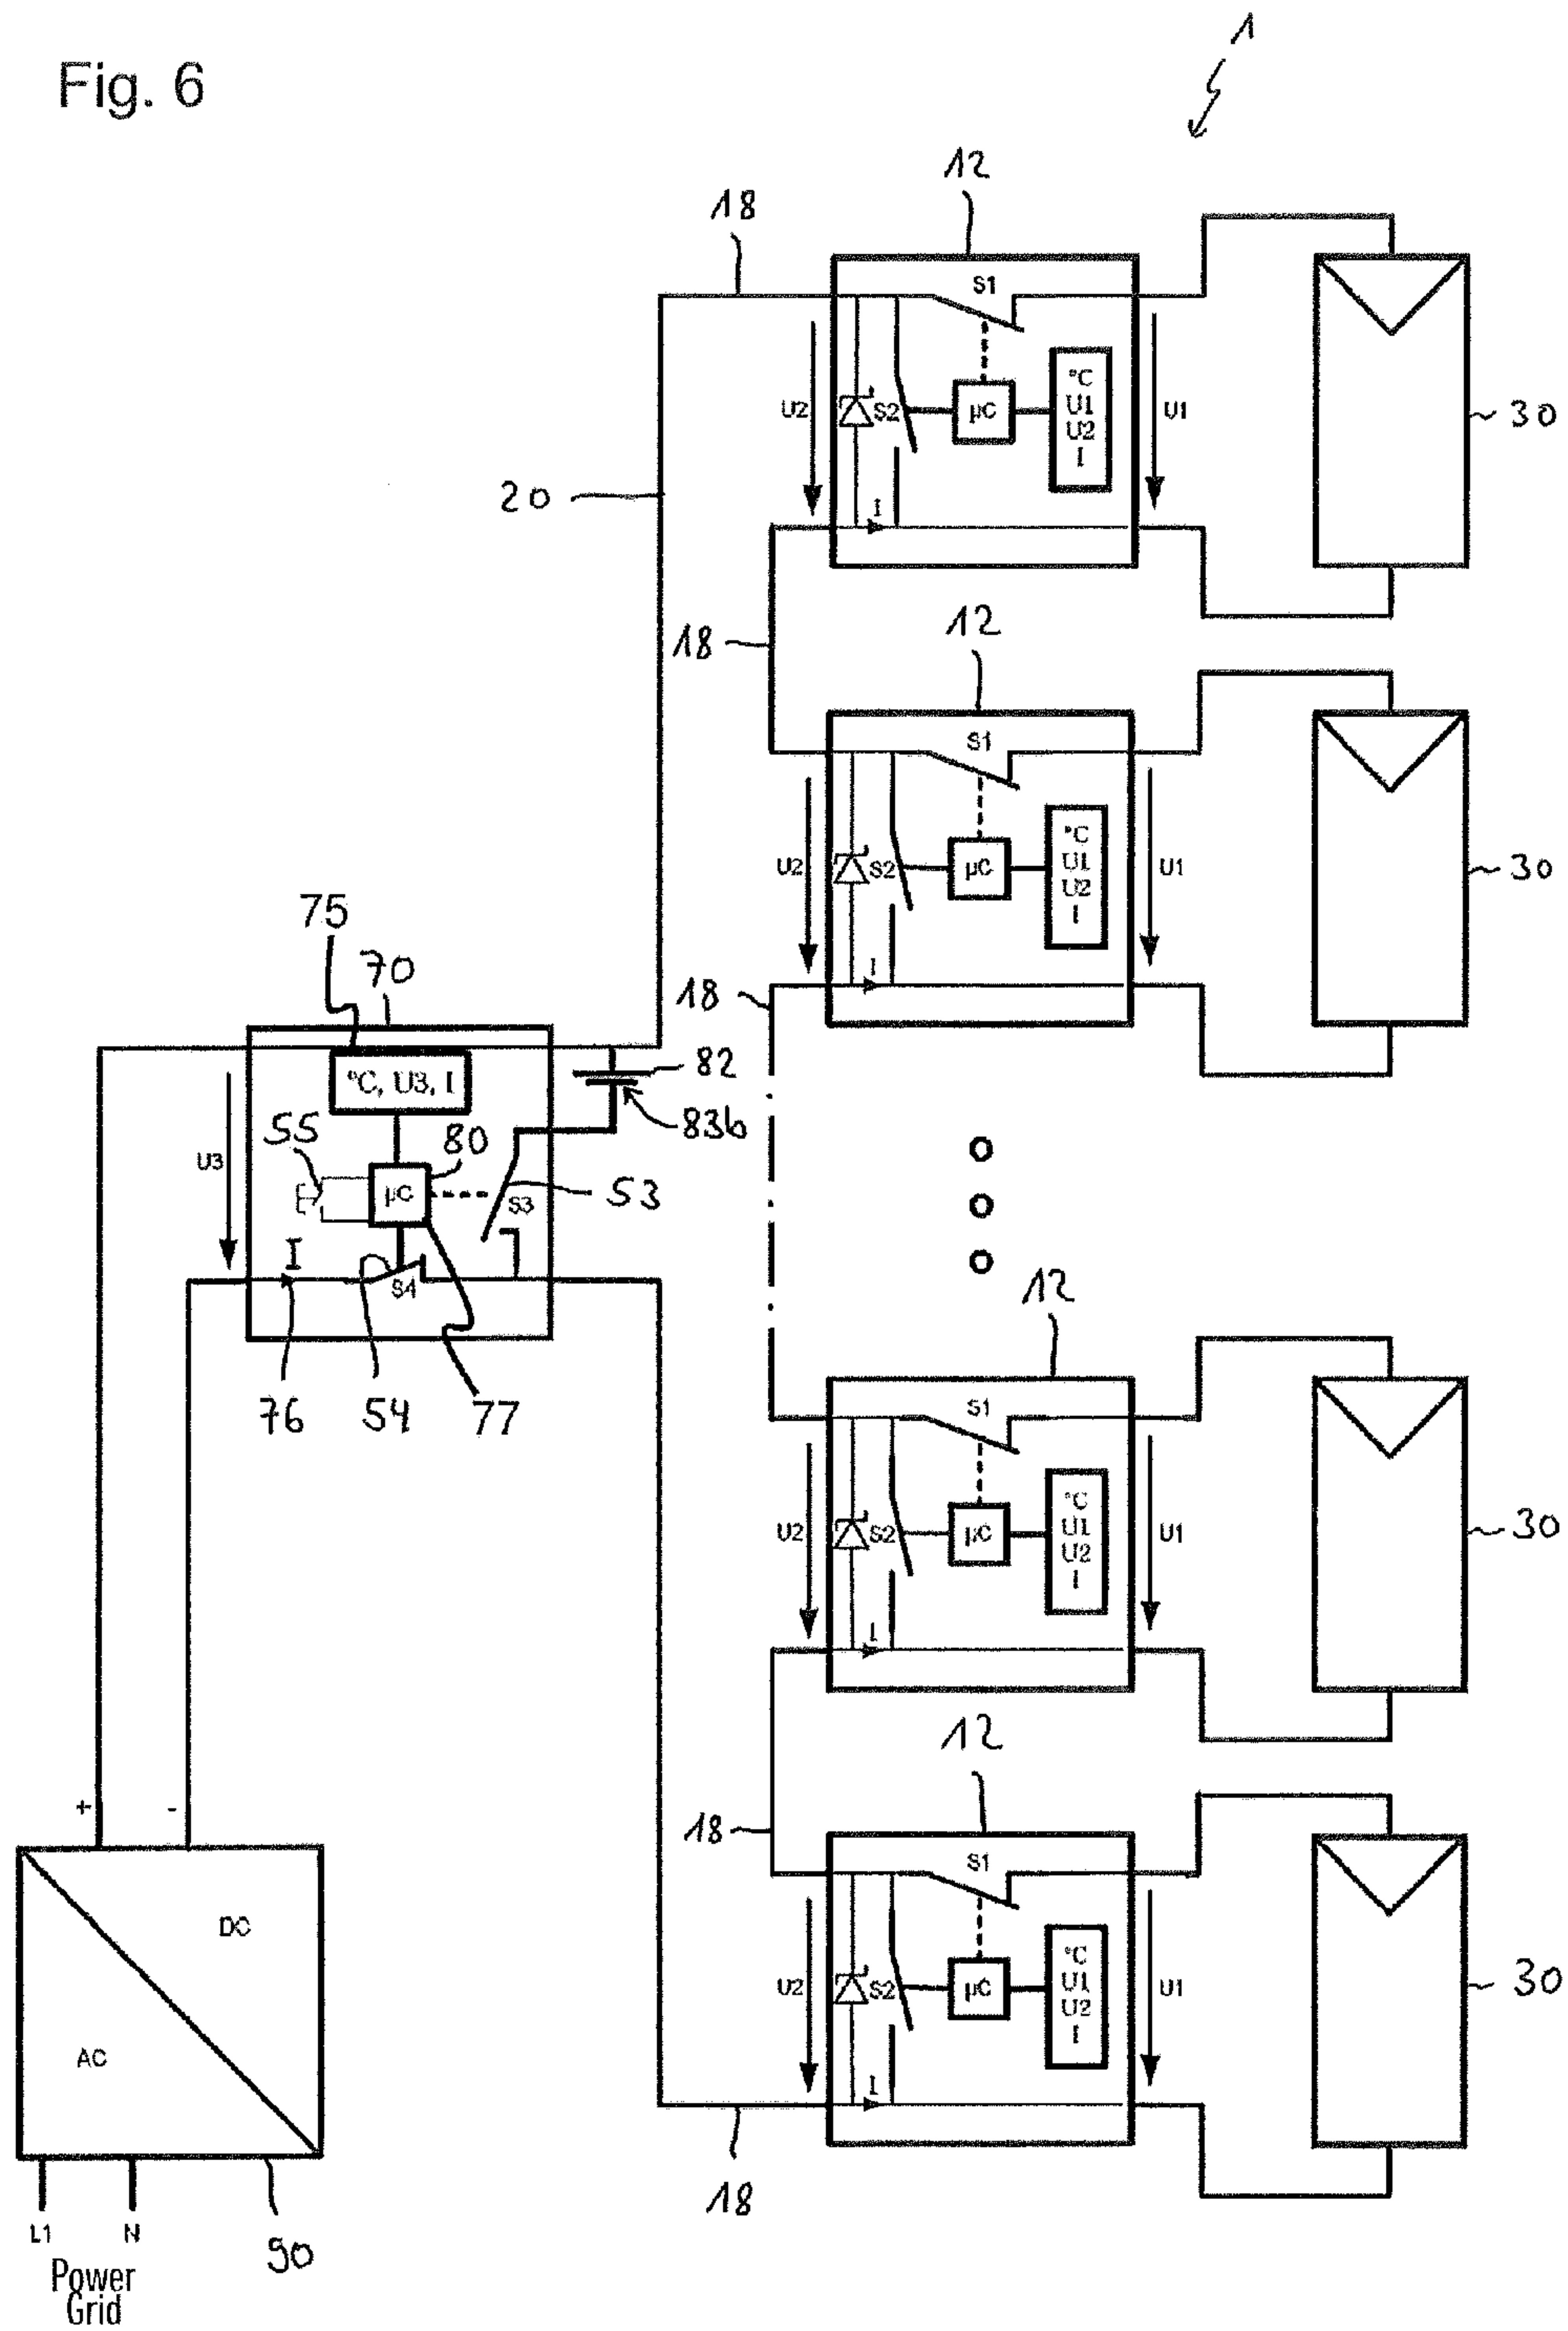 Fig. 6
1
12
18
S1
U2
S2
µC
°C
U1
U2
I
U1
30
I
20
18
12
S1
U2
S2
µC
°C
U1
U2
I
U1
30
I
18
75
70
°C, U3, I
82
83b
55
80
U3
µC
S3
53
I
S4
76
54
77
12
S1
U2
S2
µC
°C
U1
U2
I
U1
30
I
12
18
S1
U2
S2
µC
°C
U1
U2
I
U1
30
I
18
+
-
DC
AC
L1
N
90
Power
Grid